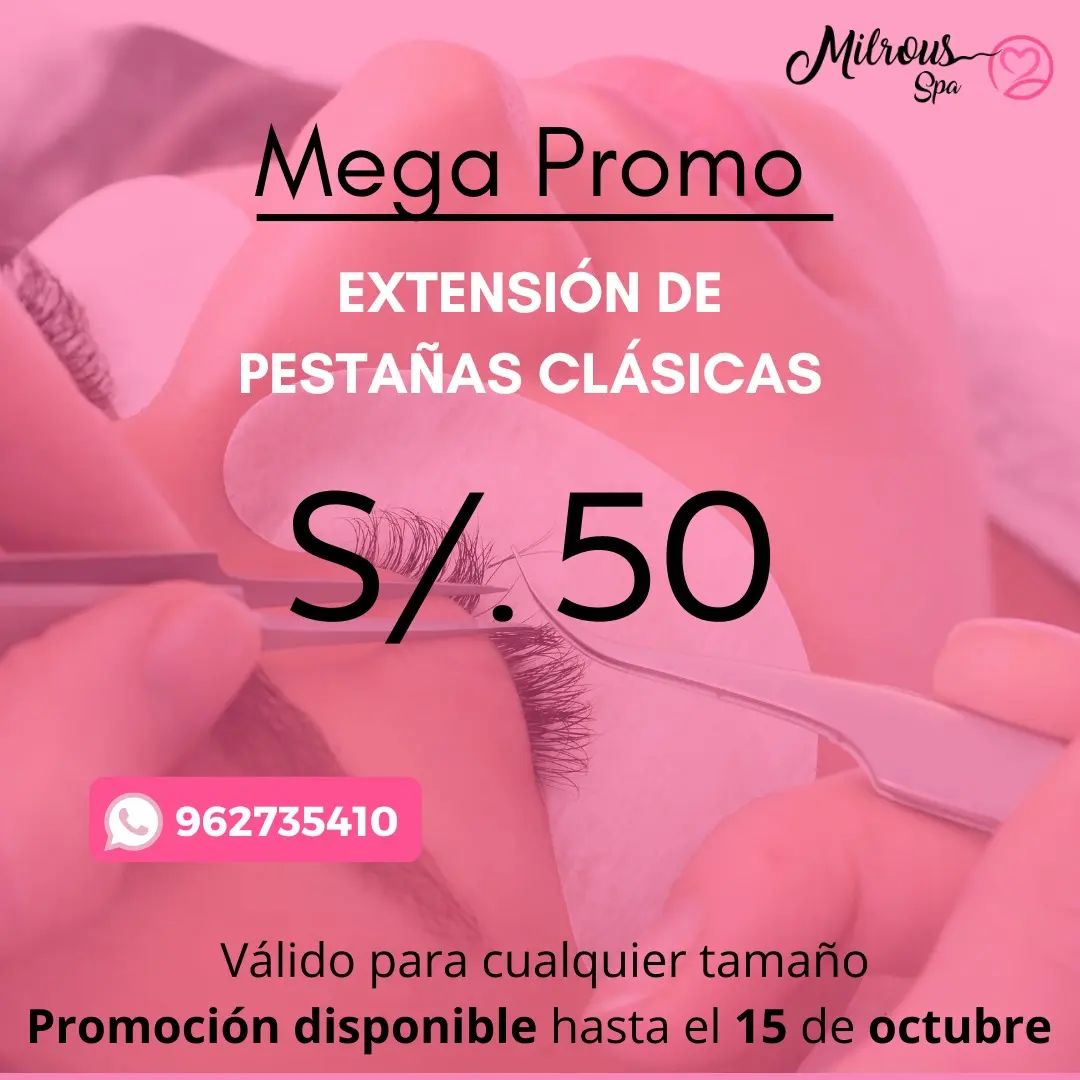 Milrous
Spa
Mega Promo
EXTENSIÓN DE
PESTAÑAS CLÁSICAS
S/.50
962735410
Válido para cualquier tamaño
Promoción disponible hasta el 15 de octubre